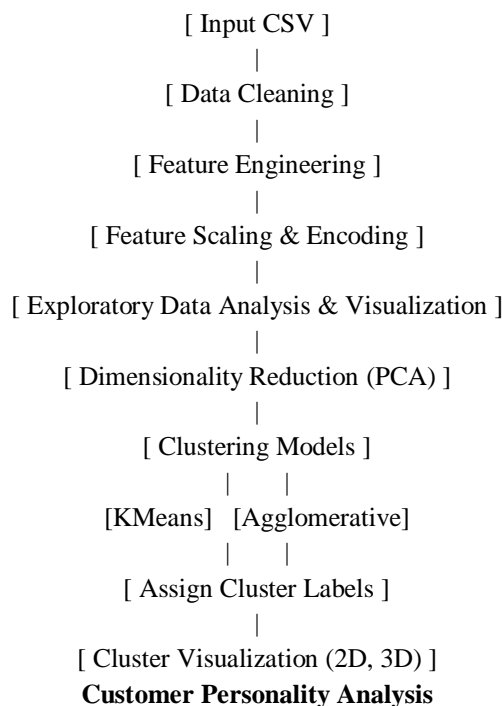 [ Input CSV ]
|
[ Data Cleaning ]
|
[ Feature Engineering ]
|
[ Feature Scaling & Encoding ]
|
[ Exploratory Data Analysis & Visualization ]
|
[ Dimensionality Reduction (PCA) ]
|
[ Clustering Models ]
| |
[KMeans] [Agglomerative]
| |
[ Assign Cluster Labels ]
|
[ Cluster Visualization (2D, 3D) ]
Customer Personality Analysis